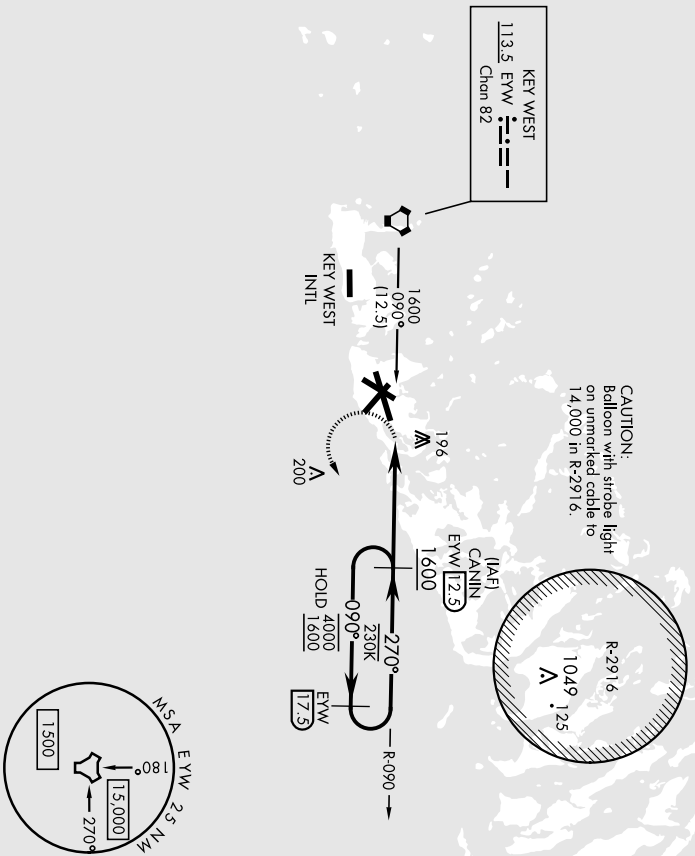 KEY WEST
113.5 EYW
Chan 82
1600
090°
(12.5)
KEY WEST
INTL
CAUTION:
Balloon with strobe light
on unmarked cable to
14,000 in R-2916.
196
200
(IAF)
CANIN
EYW 12.5
1600
R-2916
1049
125
270°
230K
090°
HOLD 4000
1600
EYW
17.5
R-090
MSA EYW 25 NM
180°
15,000
270°
1500